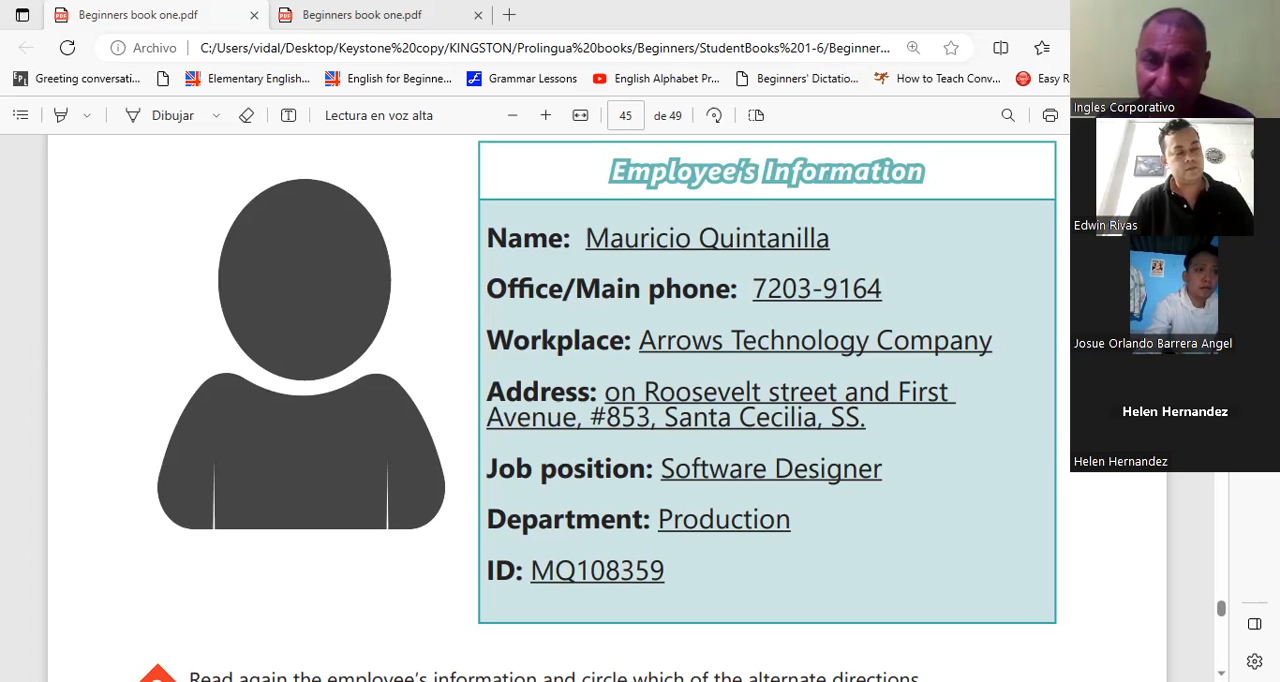 Beginners book one.pdf
Beginners book one.pdf
Archivo
C:/Users/vidal/Desktop/Keystone%20copy/KINGSTON/Prolingua%20books/Beginners/StudentBooks%201-6/Beginner...
Greeting conversati...
Elementary English...
English for Beginne...
Grammar Lessons
English Alphabet Pr...
Beginners' Dictatio...
How to Teach Conv...
Easy R
Dibujar
Lectura en voz alta
45
de 49
Employee's Information
Name: Mauricio Quintanilla
Office/Main phone: 7203-9164
Workplace: Arrows Technology Company
Address: on Roosevelt street and First
Avenue, #853, Santa Cecilia, SS.
Job position: Software Designer
Department: Production
ID: MQ108359
Read again the employee's information and circle which of the alternate directions
Ingles Corporativo
Edwin Rivas
Josue Orlando Barrera Angel
Helen Hernandez
Helen Hernandez